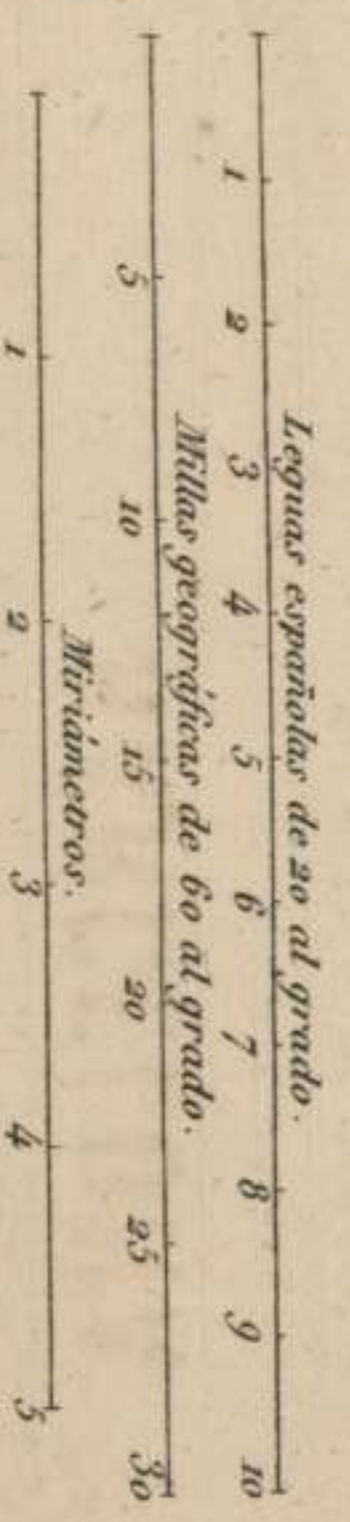 Leguas españolas de 20 al grado.
1 2 3 4 5 6 7 8 9 10
Millas geográficas de 60 al grado.
5 10 15 20 25 30
Miriámetros.
1 2 3 4 5